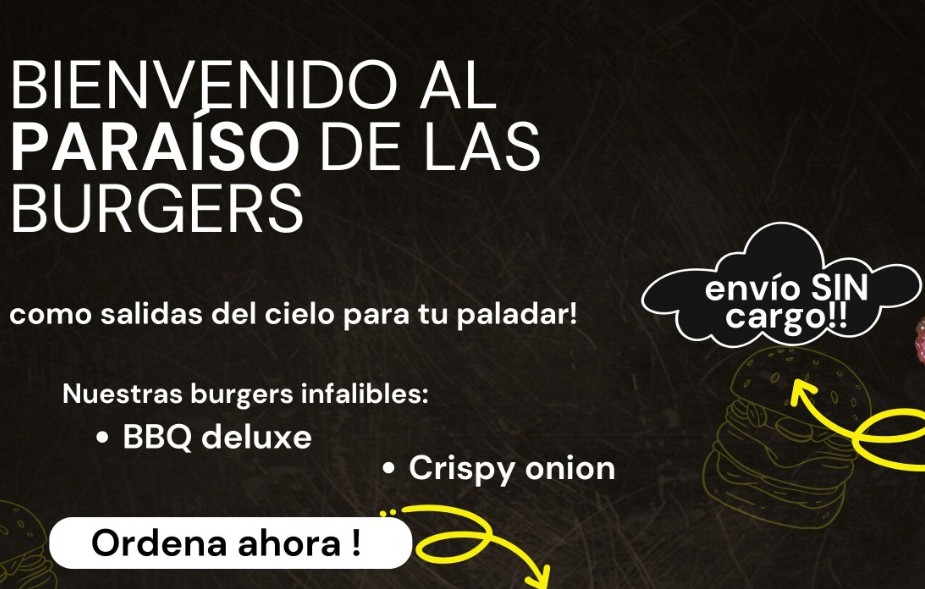 BIENVENIDO AL
PARAÍSO DE LAS
BURGERS
como salidas del cielo para tu paladar!
envío SIN
cargo!!
Nuestras burgers infalibles:
• BBQ deluxe
• Crispy onion
Ordena ahora !